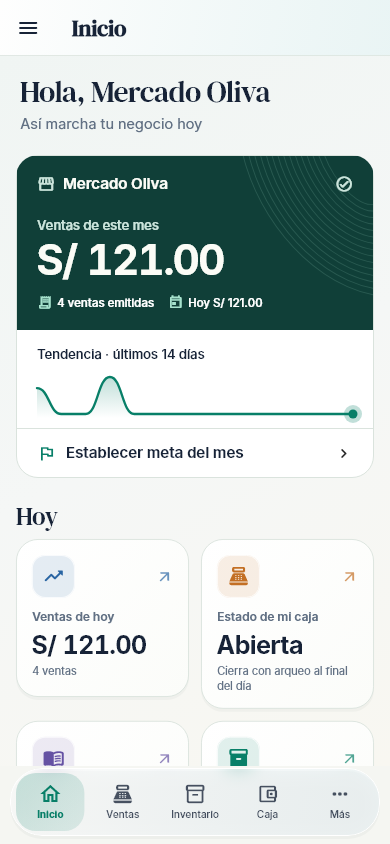 Inicio
Hola, Mercado Oliva
Así marcha tu negocio hoy
Mercado Oliva
Ventas de este mes
S/ 121.00
4 ventas emitidas
Hoy S/ 121.00
Tendencia · últimos 14 días
Establecer meta del mes
Hoy
Ventas de hoy
S/ 121.00
4 ventas
Estado de mi caja
Abierta
Cierra con arqueo al final
del día
Inicio
Ventas
Inventario
Caja
Más